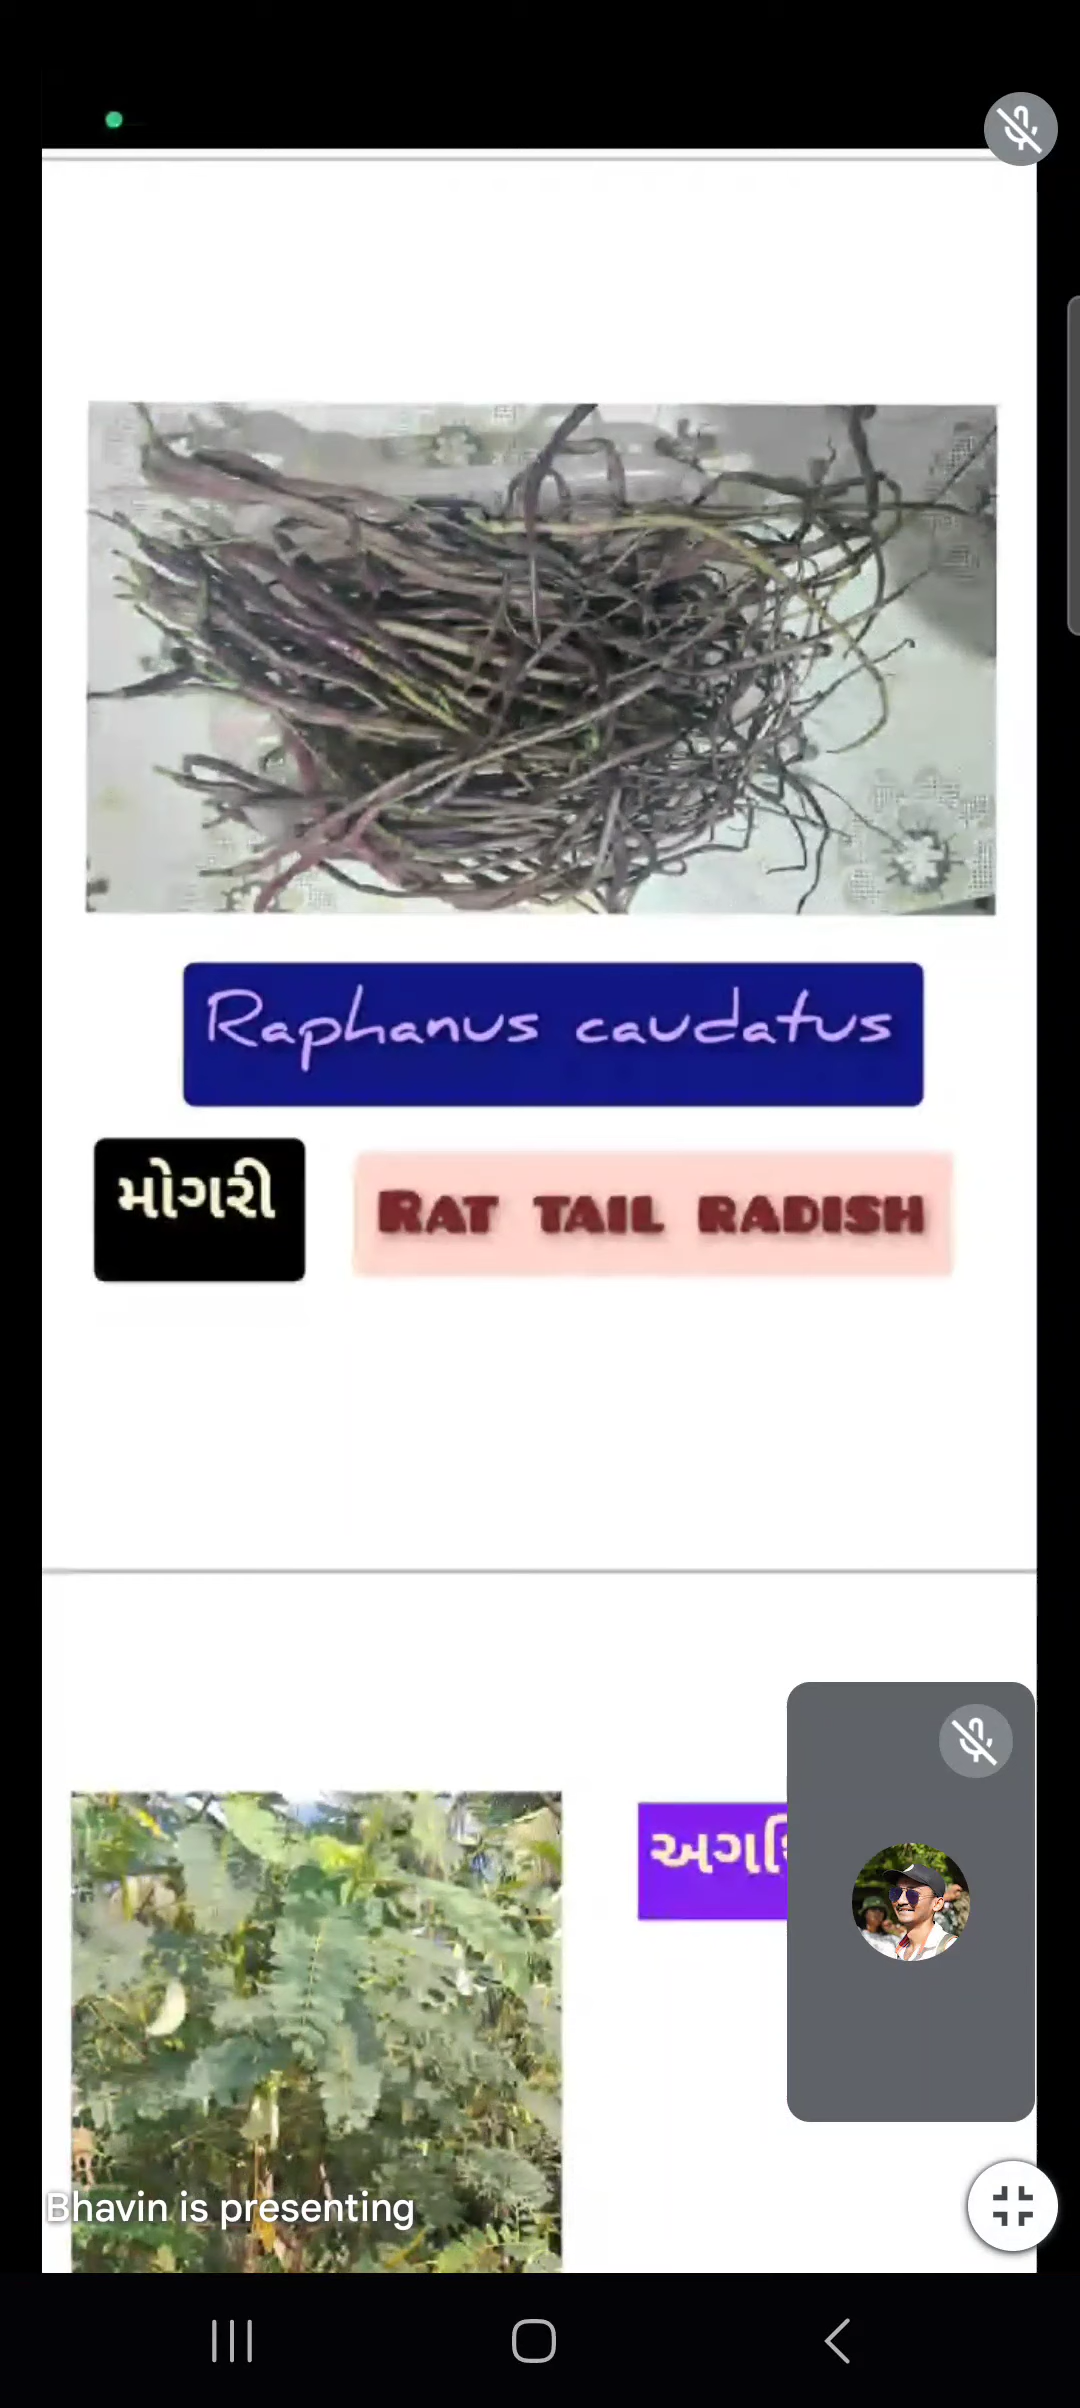 Raphanus caudatus
મોગરી
RAT TAIL RADISH
Bhavin is presenting